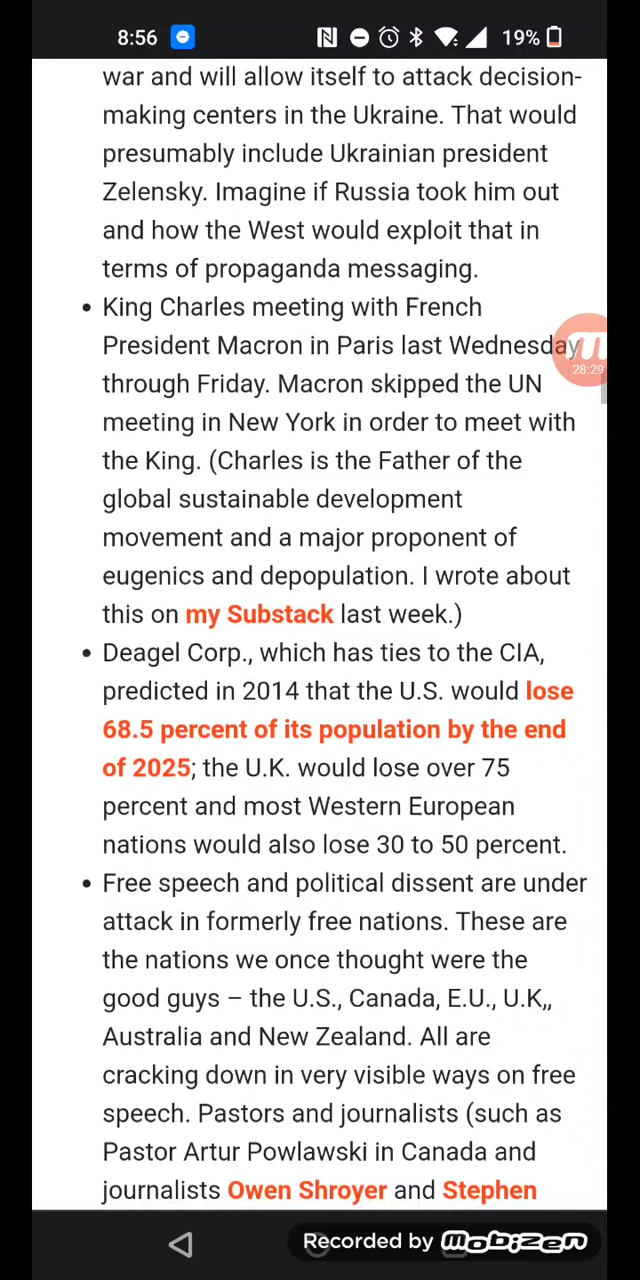 8:56 19%
war and will allow itself to attack decision-
making centers in the Ukraine. That would
presumably include Ukrainian president
Zelensky. Imagine if Russia took him out
and how the West would exploit that in
terms of propaganda messaging.
• King Charles meeting with French
President Macron in Paris last Wednesday
through Friday. Macron skipped the UN
28:29
meeting in New York in order to meet with
the King. (Charles is the Father of the
global sustainable development
movement and a major proponent of
eugenics and depopulation. I wrote about
this on my Substack last week.)
• Deagel Corp., which has ties to the CIA,
predicted in 2014 that the U.S. would lose
68.5 percent of its population by the end
of 2025; the U.K. would lose over 75
percent and most Western European
nations would also lose 30 to 50 percent.
• Free speech and political dissent are under
attack in formerly free nations. These are
the nations we once thought were the
good guys – the U.S., Canada, E.U., U.K,,
Australia and New Zealand. All are
cracking down in very visible ways on free
speech. Pastors and journalists (such as
Pastor Artur Powlawski in Canada and
journalists Owen Shroyer and Stephen
Recorded by Mobizen